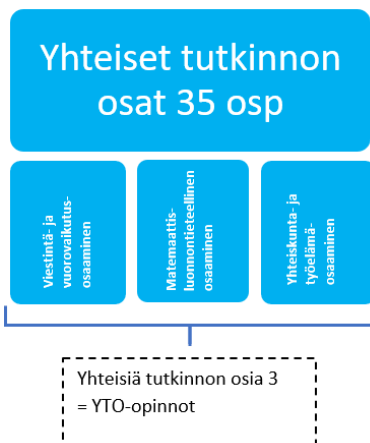 Yhteiset tutkinnon
osat 35 osp
Viestintä- ja
vuorovaikutus-
osaaminen
Matemaattis-
luonnontieteellinen
osaaminen
Yhteiskunta- ja
työelämä-
osaaminen
Yhteisiä tutkinnon osia 3
= YTO-opinnot